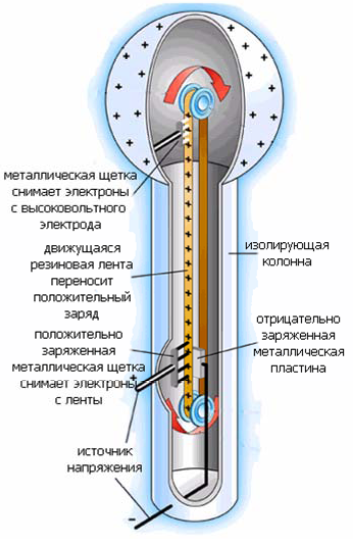 металлическая щетка
снимает электроны
с высоковольтного
электрода
движущаяся
резиновая лента
переносит
положительный
заряд
изолирующая
колонна
положительно
заряженная
металлическая щетка
снимает электроны
с ленты
отрицательно
заряженная
металлическая
пластина
источник
напряжения